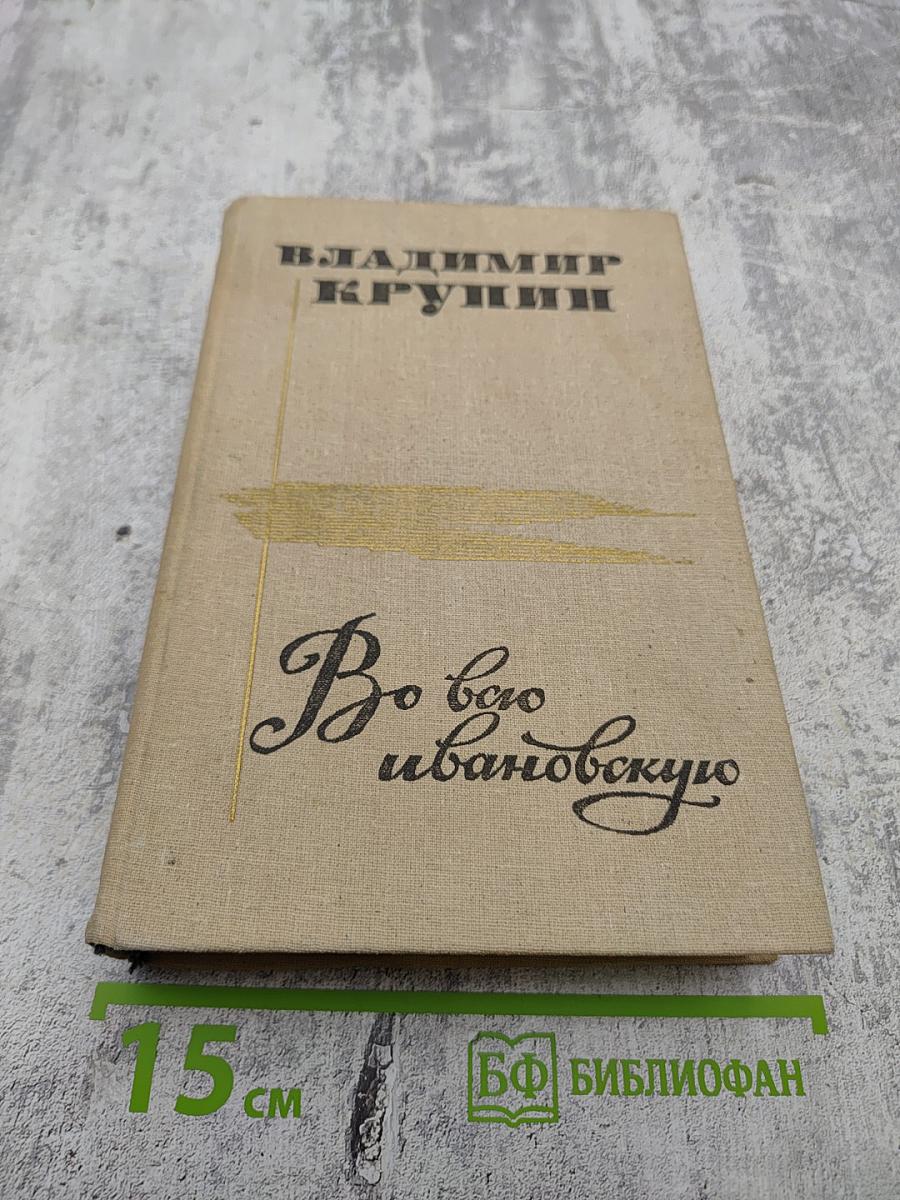 ВЛАДИМИР
КРУПИН
Во всю
ивановскую
15 см
БФ БИБЛИОФАН